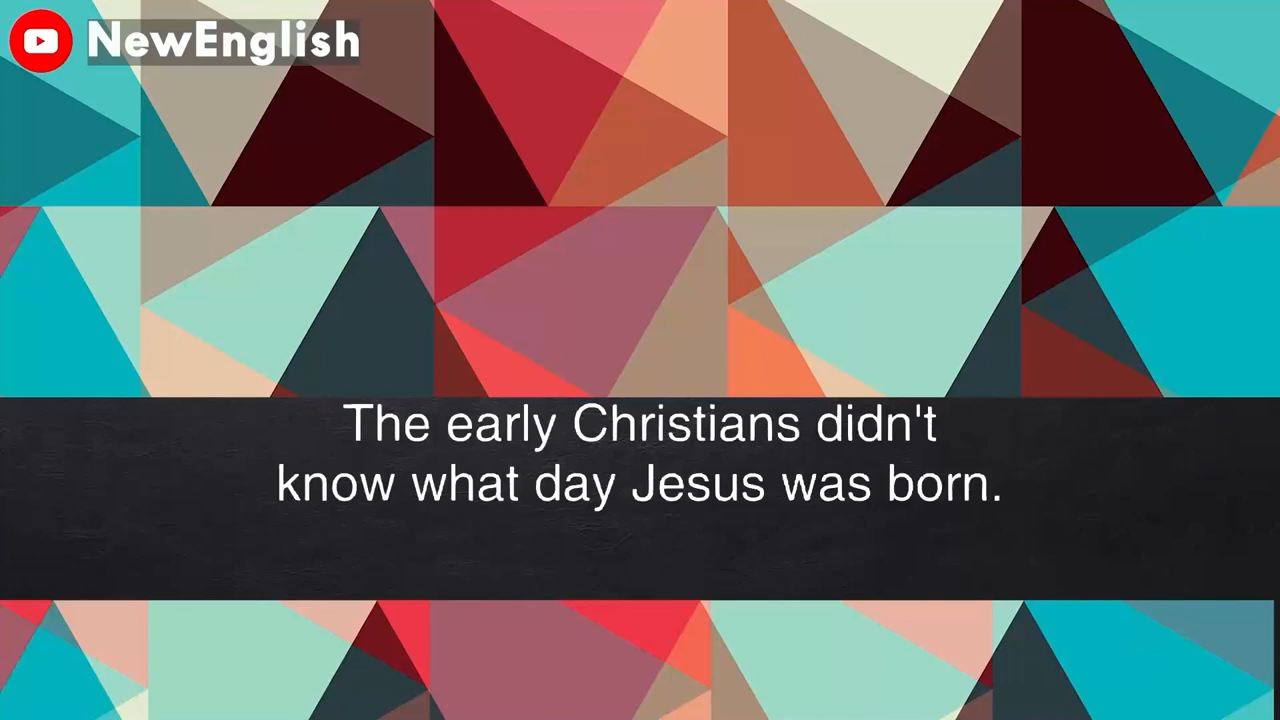 NewEnglish
The early Christians didn't
know what day Jesus was born.